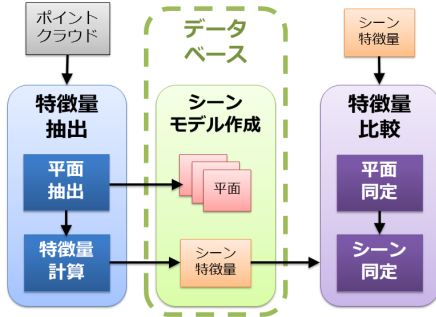 ポイント
クラウド
データ
ベース
シーン
特徴量
特徴量
抽出
平面
抽出
特徴量
計算
シーン
モデル作成
平面
シーン
特徴量
特徴量
比較
平面
同定
シーン
同定